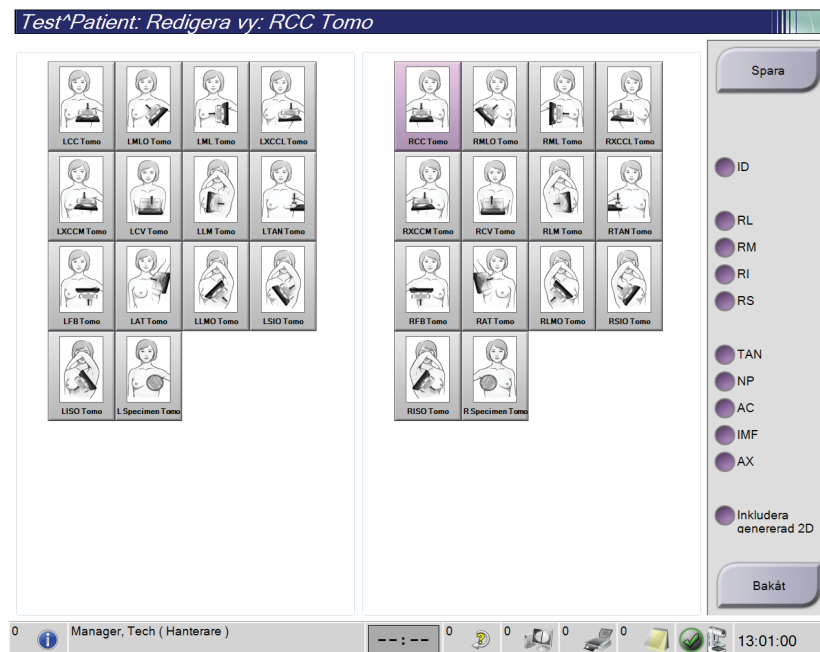 Test^Patient: Redigera vy: RCC Tomo
LCC Tomo
LMLO Tomo
LML Tomo
LXCCL Tomo
LXCCM Tomo
LCV Tomo
LLM Tomo
LTAN Tomo
LFB Tomo
LAT Tomo
LLMO Tomo
LSIO Tomo
LISO Tomo
L Specimen Tomo
RCC Tomo
RMLO Tomo
RML Tomo
RXCCL Tomo
RXCCM Tomo
RCV Tomo
RLM Tomo
RTAN Tomo
RFB Tomo
RAT Tomo
RLMO Tomo
RSIO Tomo
RISO Tomo
R Specimen Tomo
Spara
ID
RL
RM
RI
RS
TAN
NP
AC
IMF
AX
Inkludera
genererad 2D
Bakåt
0
Manager, Tech ( Hanterare )
--:--
0
0
0
0
13:01:00